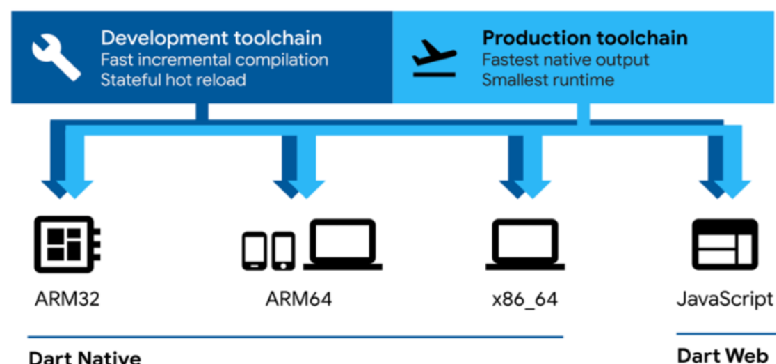 Development toolchain
Fast incremental compilation
Stateful hot reload
Production toolchain
Fastest native output
Smallest runtime
ARM32
ARM64
x86_64
JavaScript
Dart Native
Dart Web